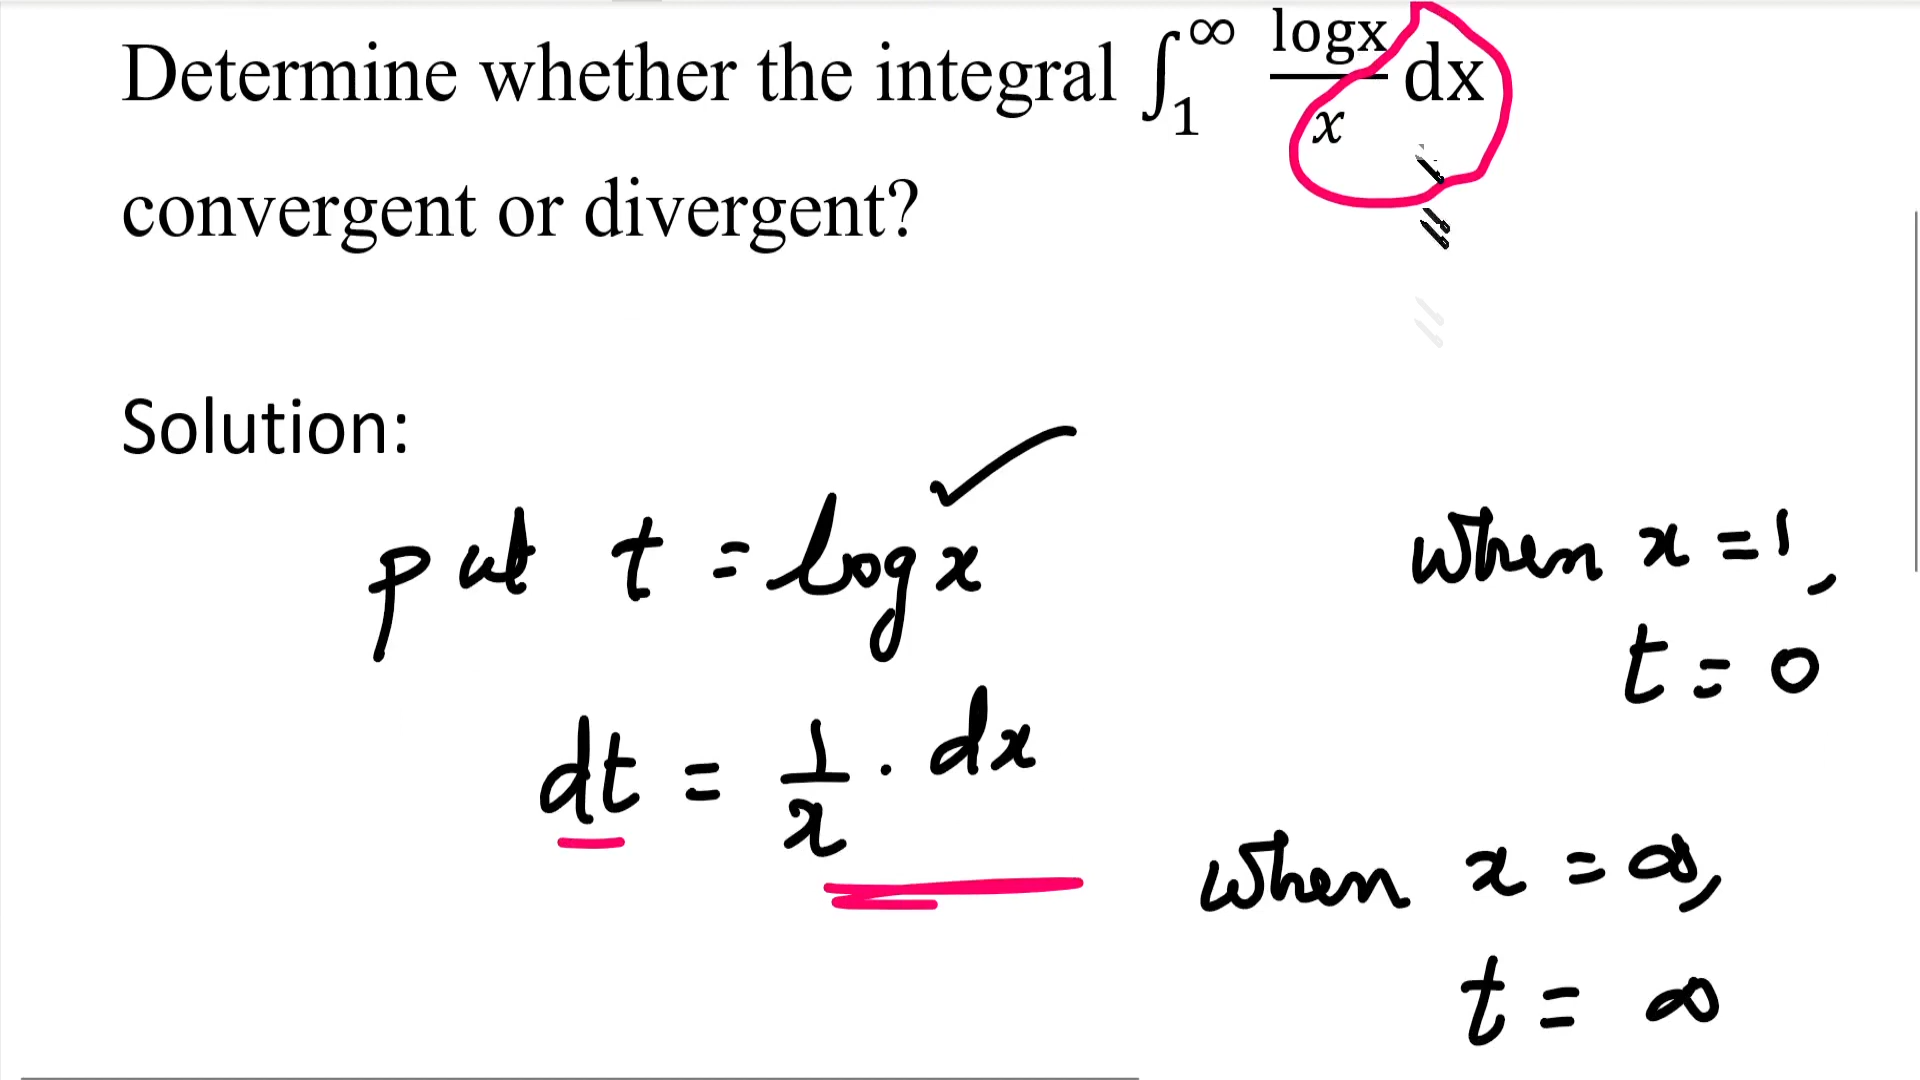 Determine whether the integral ∫₁^∞ logx/x dx
convergent or divergent?
Solution:
put t = log x
dt = 1/x . dx
when x = 1,
t = 0
when x = ∞,
t = ∞